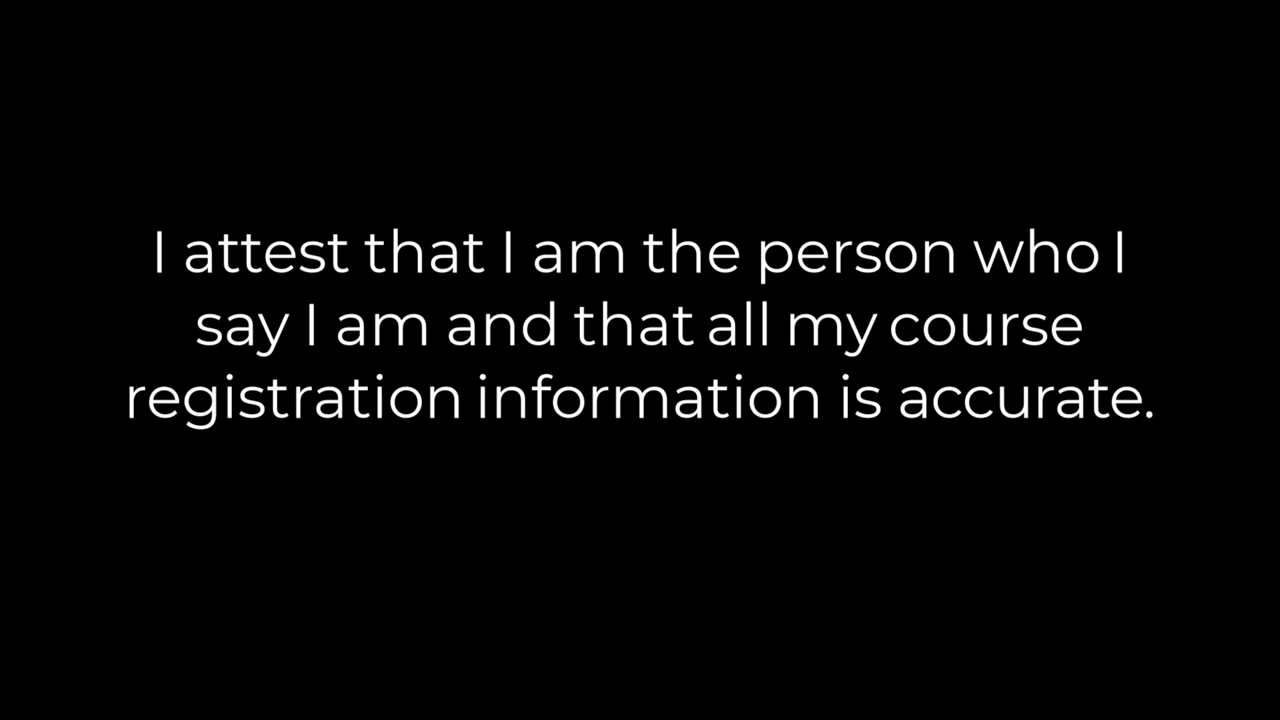 I attest that I am the person who I
say I am and that all my course
registration information is accurate.